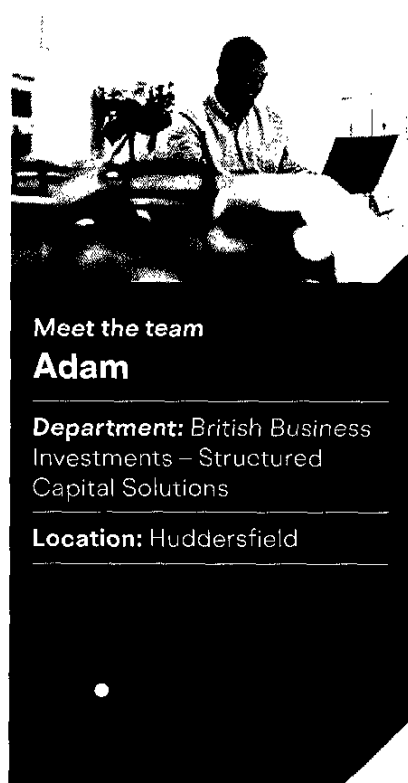 Meet the team
Adam
Department: British Business
Investments – Structured
Capital Solutions
Location: Huddersfield